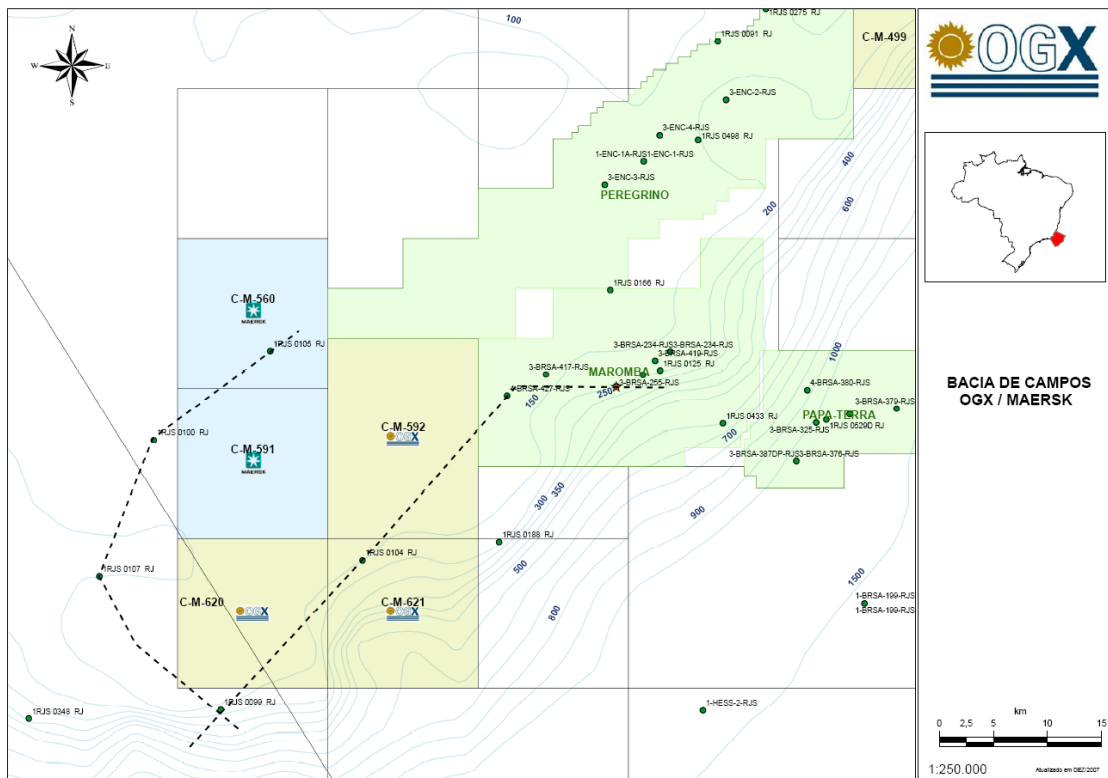 N
W
E
S
100
1RJS 0275 RJ
1RJS 0091 RJ
C-M-499
3-ENC-2-RJS
3-ENC-4-RJS
1RJS 0498 RJ
1-ENC-1A-RJS1-ENC-1-RJS
3-ENC-3-RJS
PEREGRINO
400
600
200
C-M-560
MAERSK
1RJS 0105 RJ
1RJS 0166 RJ
3-BRSA-234-RJS3-BRSA-234-RJS
3-BRSA-419-RJS
1RJS 0125 RJ
3-BRSA-417-RJS
MAROMBA
3-BRSA-255-RJS
4-BRSA-427-RJS
150
250
1000
4-BRSA-380-RJS
3-BRSA-379-RJS
PAPA-TERRA
3-BRSA-325-RJS
1RJS 0529D RJ
1RJS 0433 RJ
700
3-BRSA-387DP-RJS3-BRSA-376-RJS
C-M-592
OGX
1RJS 0100 RJ
C-M-591
MAERSK
300
350
900
1RJS 0188 RJ
500
1RJS 0104 RJ
1RJS 0107 RJ
C-M-620
OGX
C-M-621
OGX
800
1500
1-BRSA-199-RJS
1-BRSA-199-RJS
1RJS 0099 RJ
1RJS 0348 RJ
1-HESS-2-RJS
OGX
BACIA DE CAMPOS
OGX / MAERSK
km
0 2,5 5 10 15
1:250.000
Atualizado em DEZ/2007